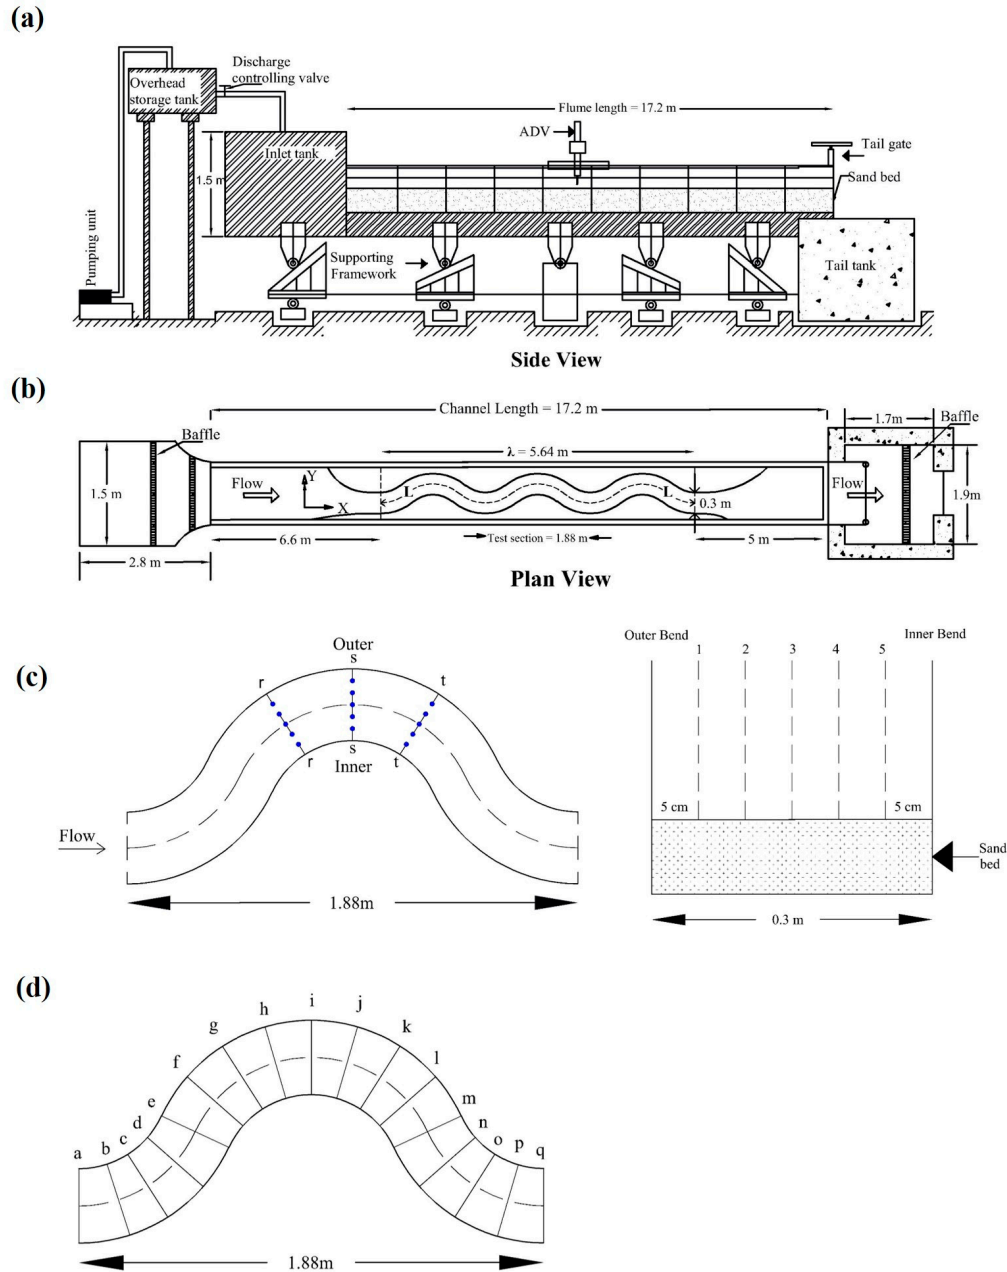 (a)
Discharge
controlling valve
Overhead
storage tank
Flume length = 17.2 m
ADV
Tail gate
Inlet tank
1.5 m
Sand bed
Pumping unit
Supporting
Framework
Tail tank
Side View
(b)
Channel Length = 17.2 m
1.7m
Baffle
Baffle
λ = 5.64 m
1.5 m
Flow
Y
X
L
L
0.3 m
Flow
1.9m
6.6 m
Test section = 1.88 m
5 m
2.8 m
Plan View
(c)
Outer
s
r
t
s
r
t
Inner
Flow
1.88m
Outer Bend
Inner Bend
1
2
3
4
5
5 cm
5 cm
Sand
bed
0.3 m
(d)
a
b
c
d
e
f
g
h
i
j
k
l
m
n
o
p
q
1.88m